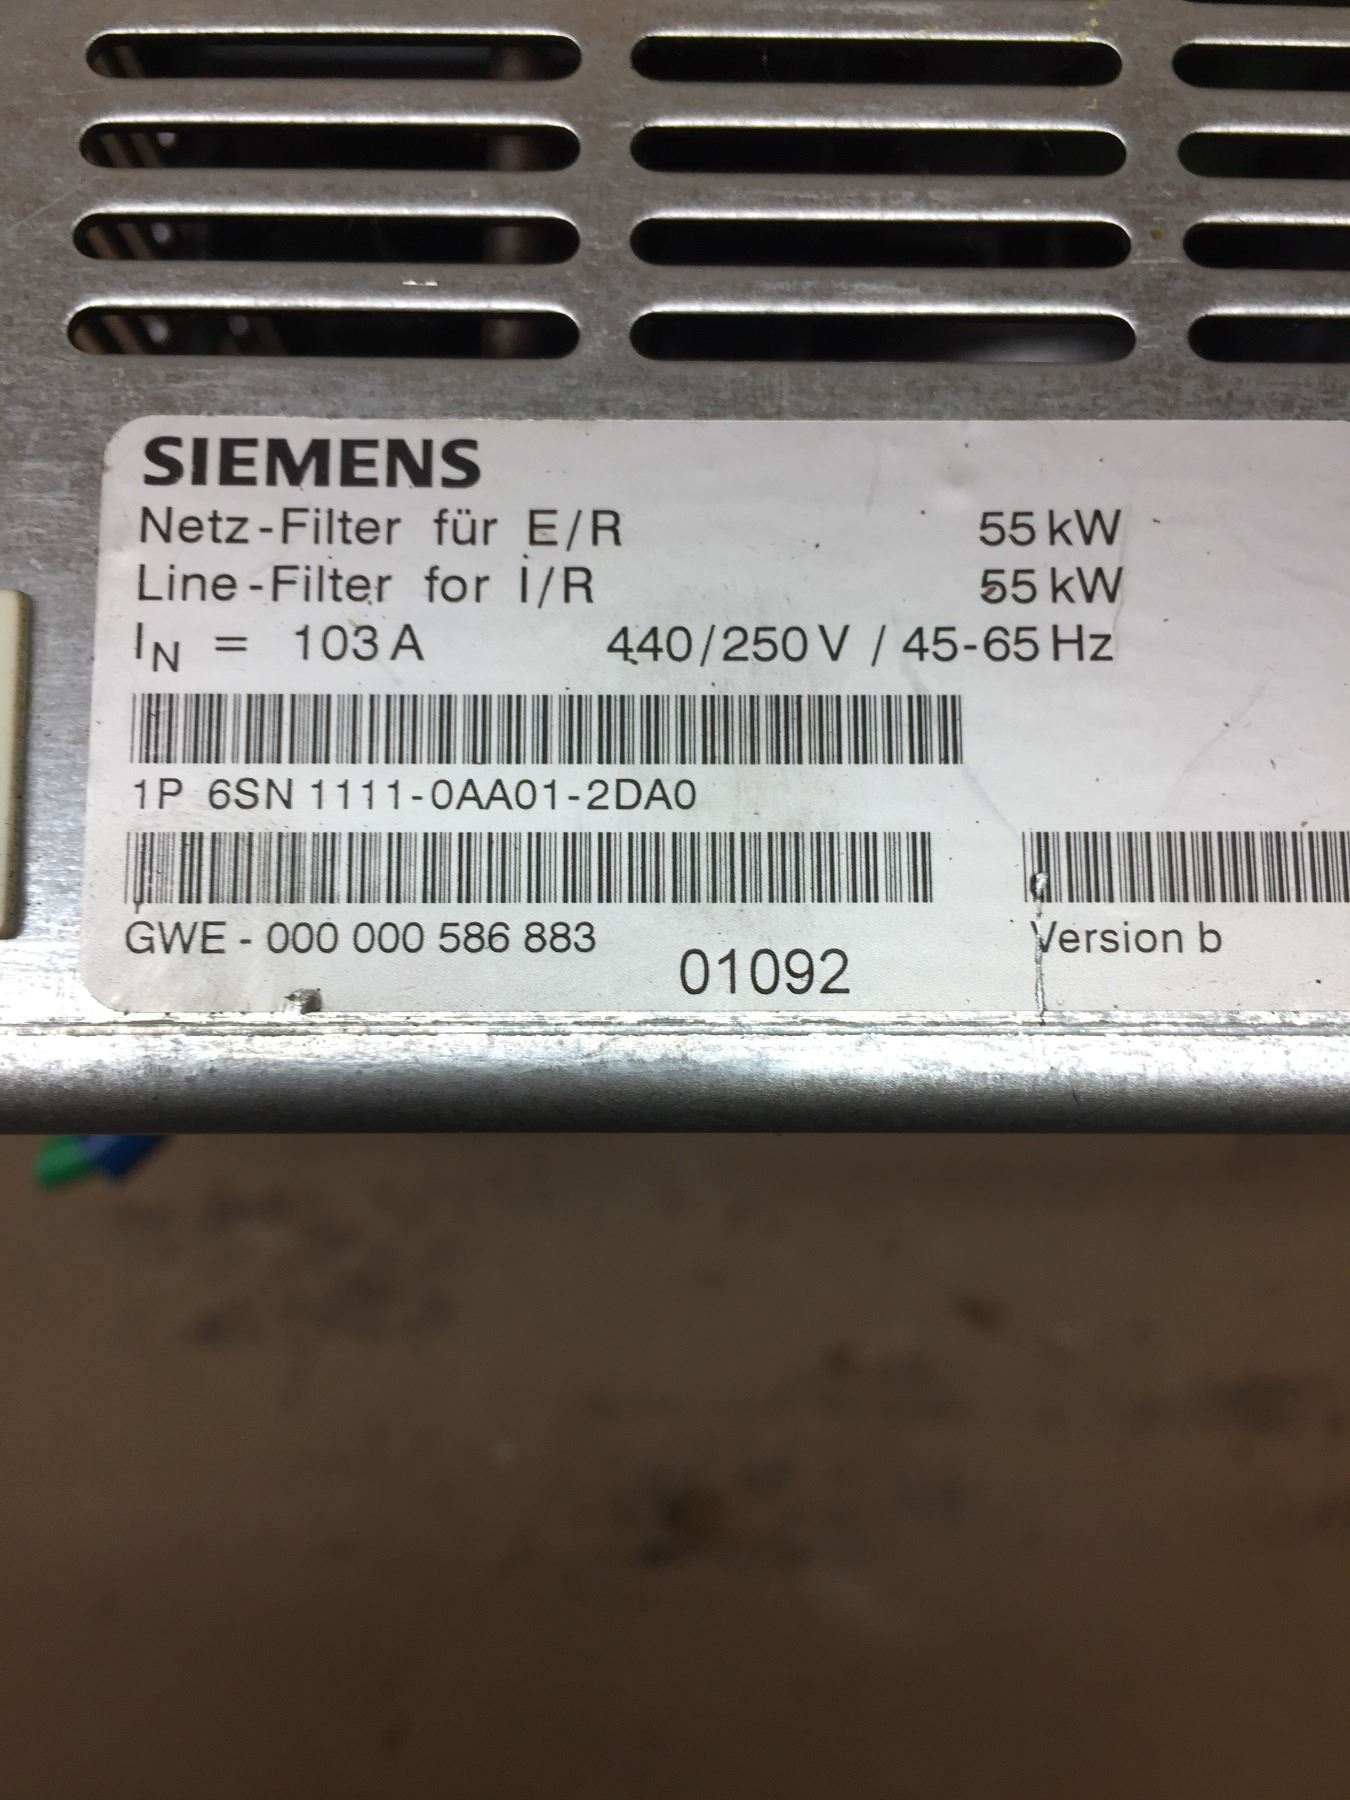 SIEMENS
Netz-Filter für E/R 55 kW
Line-Filter for I/R 55 kW
IN = 103 A 440/250 V / 45-65 Hz
1P 6SN 1111-0AA01-2DA0
GWE - 000 000 586 883
01092
Version b